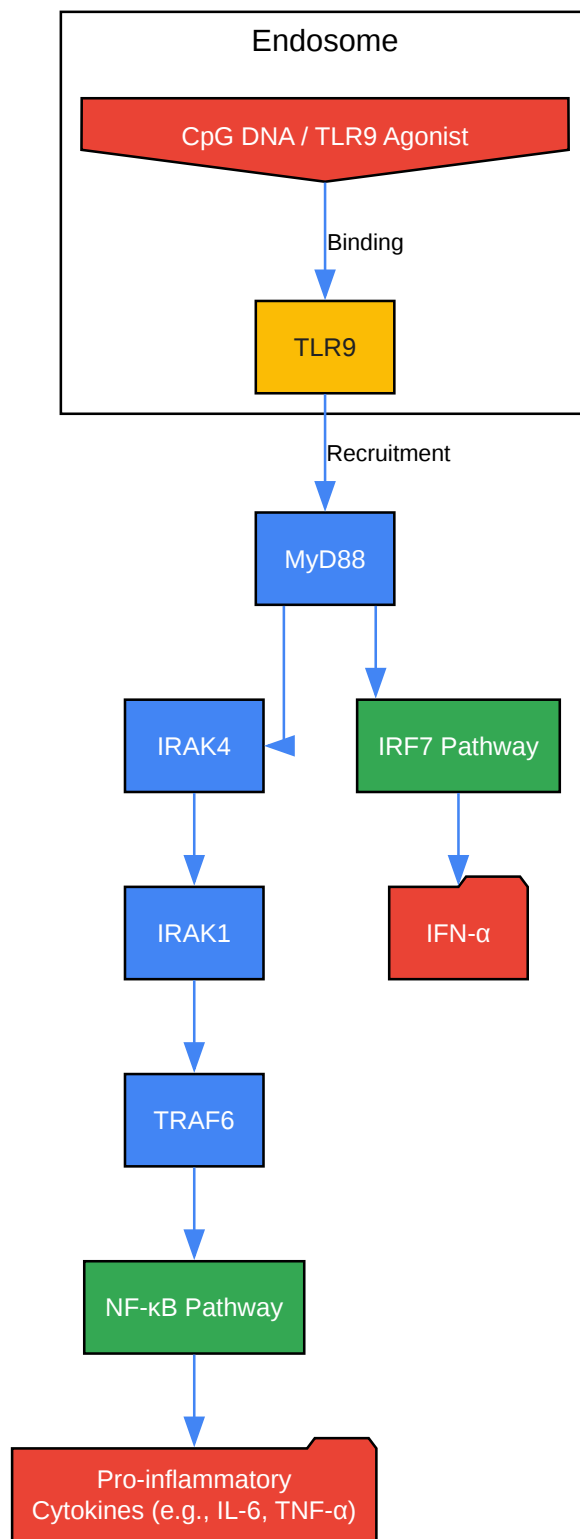 Endosome
CpG DNA / TLR9 Agonist
Binding
TLR9
Recruitment
MyD88
IRAK4
IRF7 Pathway
IRAK1
IFN-α
TRAF6
NF-κB Pathway
Pro-inflammatory
Cytokines (e.g., IL-6, TNF-α)